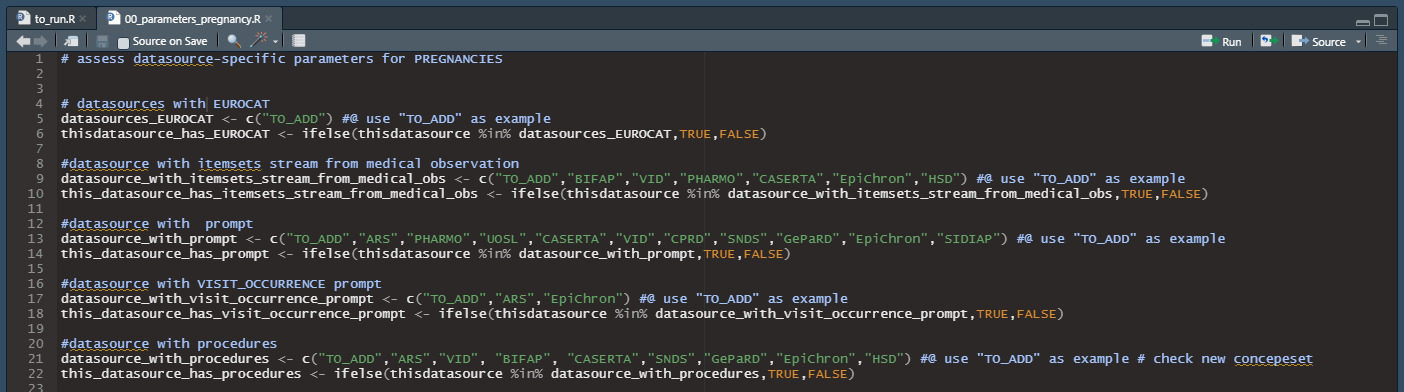 to_run.R × 00_parameters_pregnancy.R ×
Source on Save Run Source
1 # assess datasource-specific parameters for PREGNANCIES
2
3
4 # datasources with EUROCAT
5 datasources_EUROCAT <- c("TO_ADD") #@ use "TO_ADD" as example
6 thisdatasource_has_EUROCAT <- ifelse(thisdatasource %in% datasources_EUROCAT,TRUE,FALSE)
7
8 #datasource with itemsets stream from medical observation
9 datasource_with_itemsets_stream_from_medical_obs <- c("TO_ADD","BIFAP","VID","PHARMO","CASERTA","EpiChron","HSD") #@ use "TO_ADD" as example
10 this_datasource_has_itemsets_stream_from_medical_obs <- ifelse(thisdatasource %in% datasource_with_itemsets_stream_from_medical_obs,TRUE,FALSE)
11
12 #datasource with  prompt
13 datasource_with_prompt <- c("TO_ADD","ARS","PHARMO","UOSL","CASERTA","VID","CPRD","SNDS","GePaRD","EpiChron","SIDIAP") #@ use "TO_ADD" as example
14 this_datasource_has_prompt <- ifelse(thisdatasource %in% datasource_with_prompt,TRUE,FALSE)
15
16 #datasource with VISIT_OCCURRENCE prompt
17 datasource_with_visit_occurrence_prompt <- c("TO_ADD","ARS","EpiChron") #@ use "TO_ADD" as example
18 this_datasource_has_visit_occurrence_prompt <- ifelse(thisdatasource %in% datasource_with_visit_occurrence_prompt,TRUE,FALSE)
19
20 #datasource with procedures
21 datasource_with_procedures <- c("TO_ADD","ARS","VID", "BIFAP", "CASERTA","SNDS","GePaRD","EpiChron","HSD") #@ use "TO_ADD" as example # check new concepeset
22 this_datasource_has_procedures <- ifelse(thisdatasource %in% datasource_with_procedures,TRUE,FALSE)
23